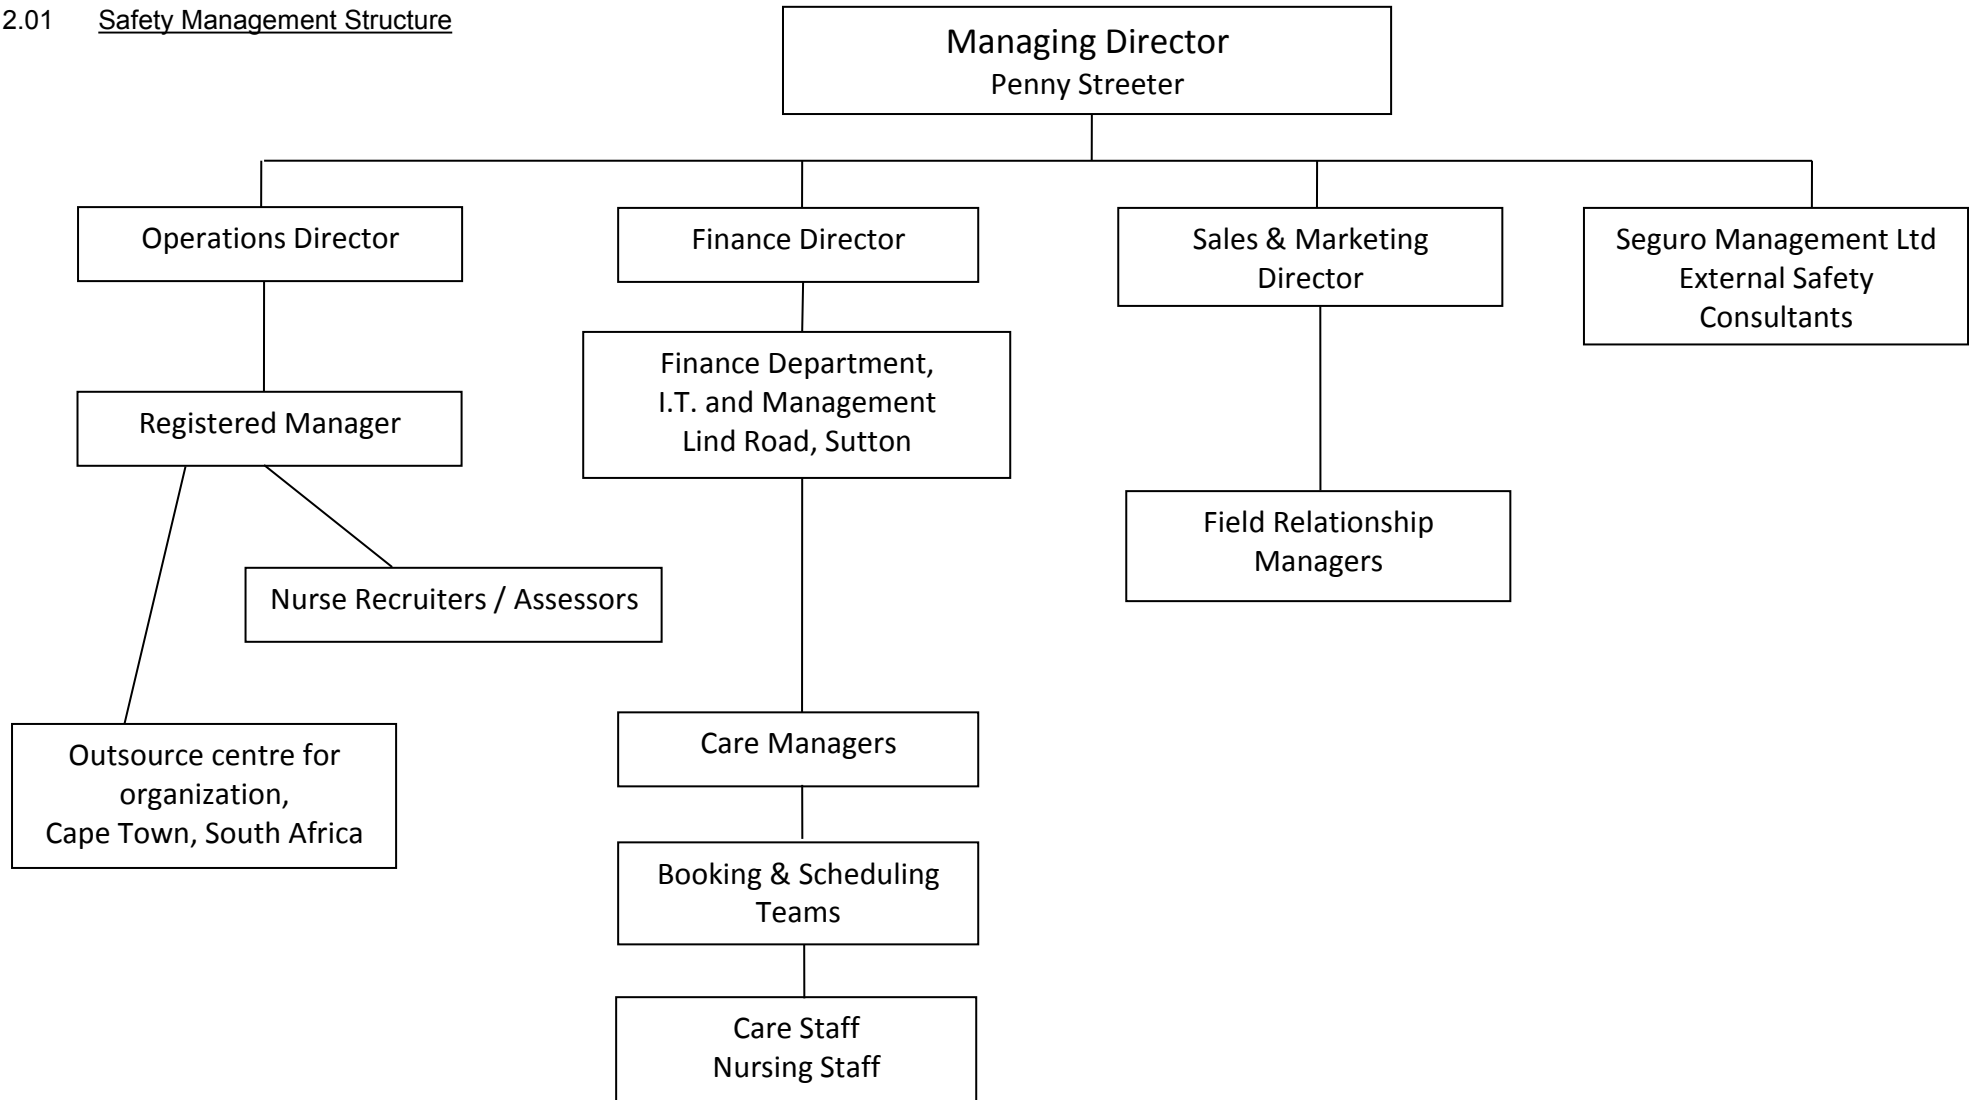 2.01 Safety Management Structure
Managing Director
Penny Streeter
Operations Director
Finance Director
Sales & Marketing
Director
Seguro Management Ltd
External Safety
Consultants
Finance Department,
I.T. and Management
Lind Road, Sutton
Registered Manager
Field Relationship
Managers
Nurse Recruiters / Assessors
Outsource centre for
organization,
Cape Town, South Africa
Care Managers
Booking & Scheduling
Teams
Care Staff
Nursing Staff